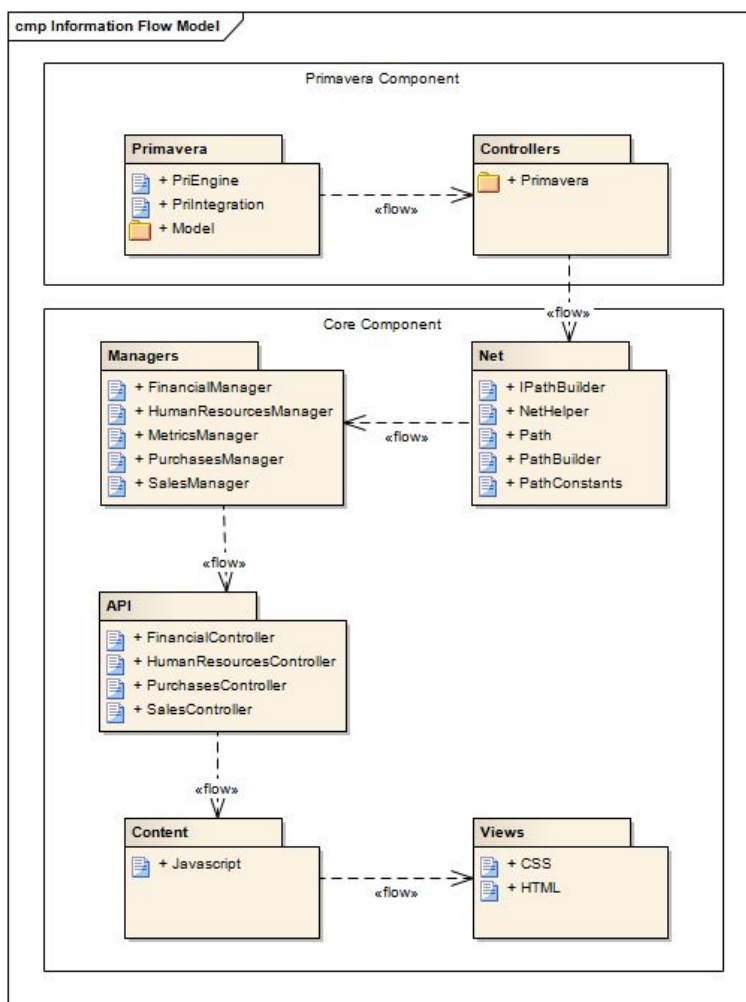 cmp Information Flow Model
Primavera Component
Primavera
+ PriEngine
+ PriIntegration
+ Model
«flow»
Controllers
+ Primavera
«flow»
Core Component
Managers
+ FinancialManager
+ HumanResourcesManager
+ MetricsManager
+ PurchasesManager
+ SalesManager
«flow»
Net
+ IPathBuilder
+ NetHelper
+ Path
+ PathBuilder
+ PathConstants
«flow»
API
+ FinancialController
+ HumanResourcesController
+ PurchasesController
+ SalesController
«flow»
Content
+ Javascript
«flow»
Views
+ CSS
+ HTML